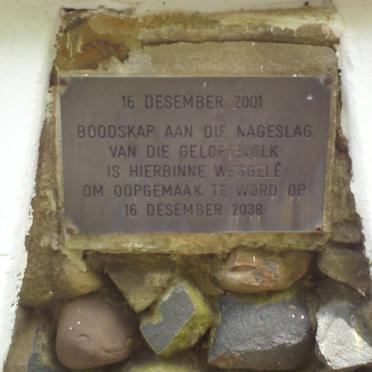 16 DESEMBER 2001
BOODSKAP AAN DIE NAGESLAG
VAN DIE GELOFTEVOLK
IS HIERBINNE WEGGELÊ
OM OOPGEMAAK TE WORD OP
16 DESEMBER 2038